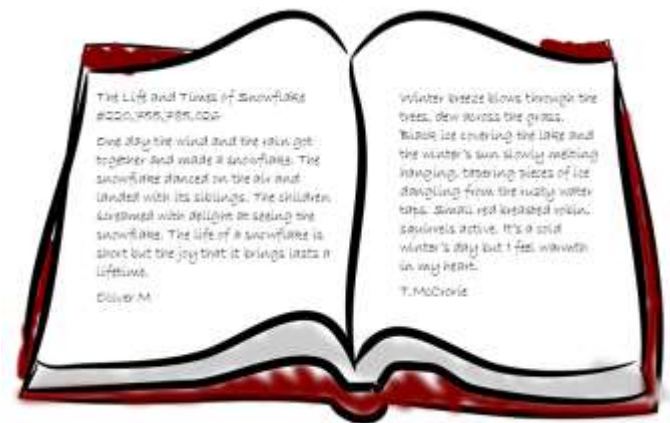 The Life and Times of Snowflake
#220,755,785,026
One day the wind and the rain got
together and made a snowflake. The
snowflake danced on the air and
landed with its siblings. The children
screamed with delight at seeing the
snowflake. The life of a snowflake is
short but the joy that it brings lasts a
lifetime.
Oliver M
Winter breeze blows through the
trees, dew across the grass.
Black ice covering the lake and
the winter's sun slowly melting
hanging, tapering pieces of ice
dangling from the rusty water
taps. Small red breasted robin,
squirrels active. It's a cold
winter's day but I feel warmth
in my heart.
T.McCrorie